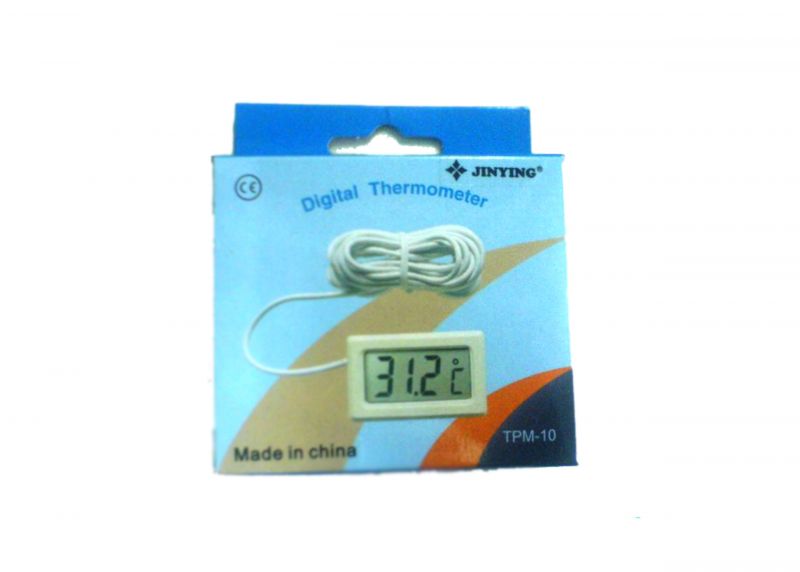 JINYING®
CE
Digital Thermometer
31.2°C
Made in china
TPM-10